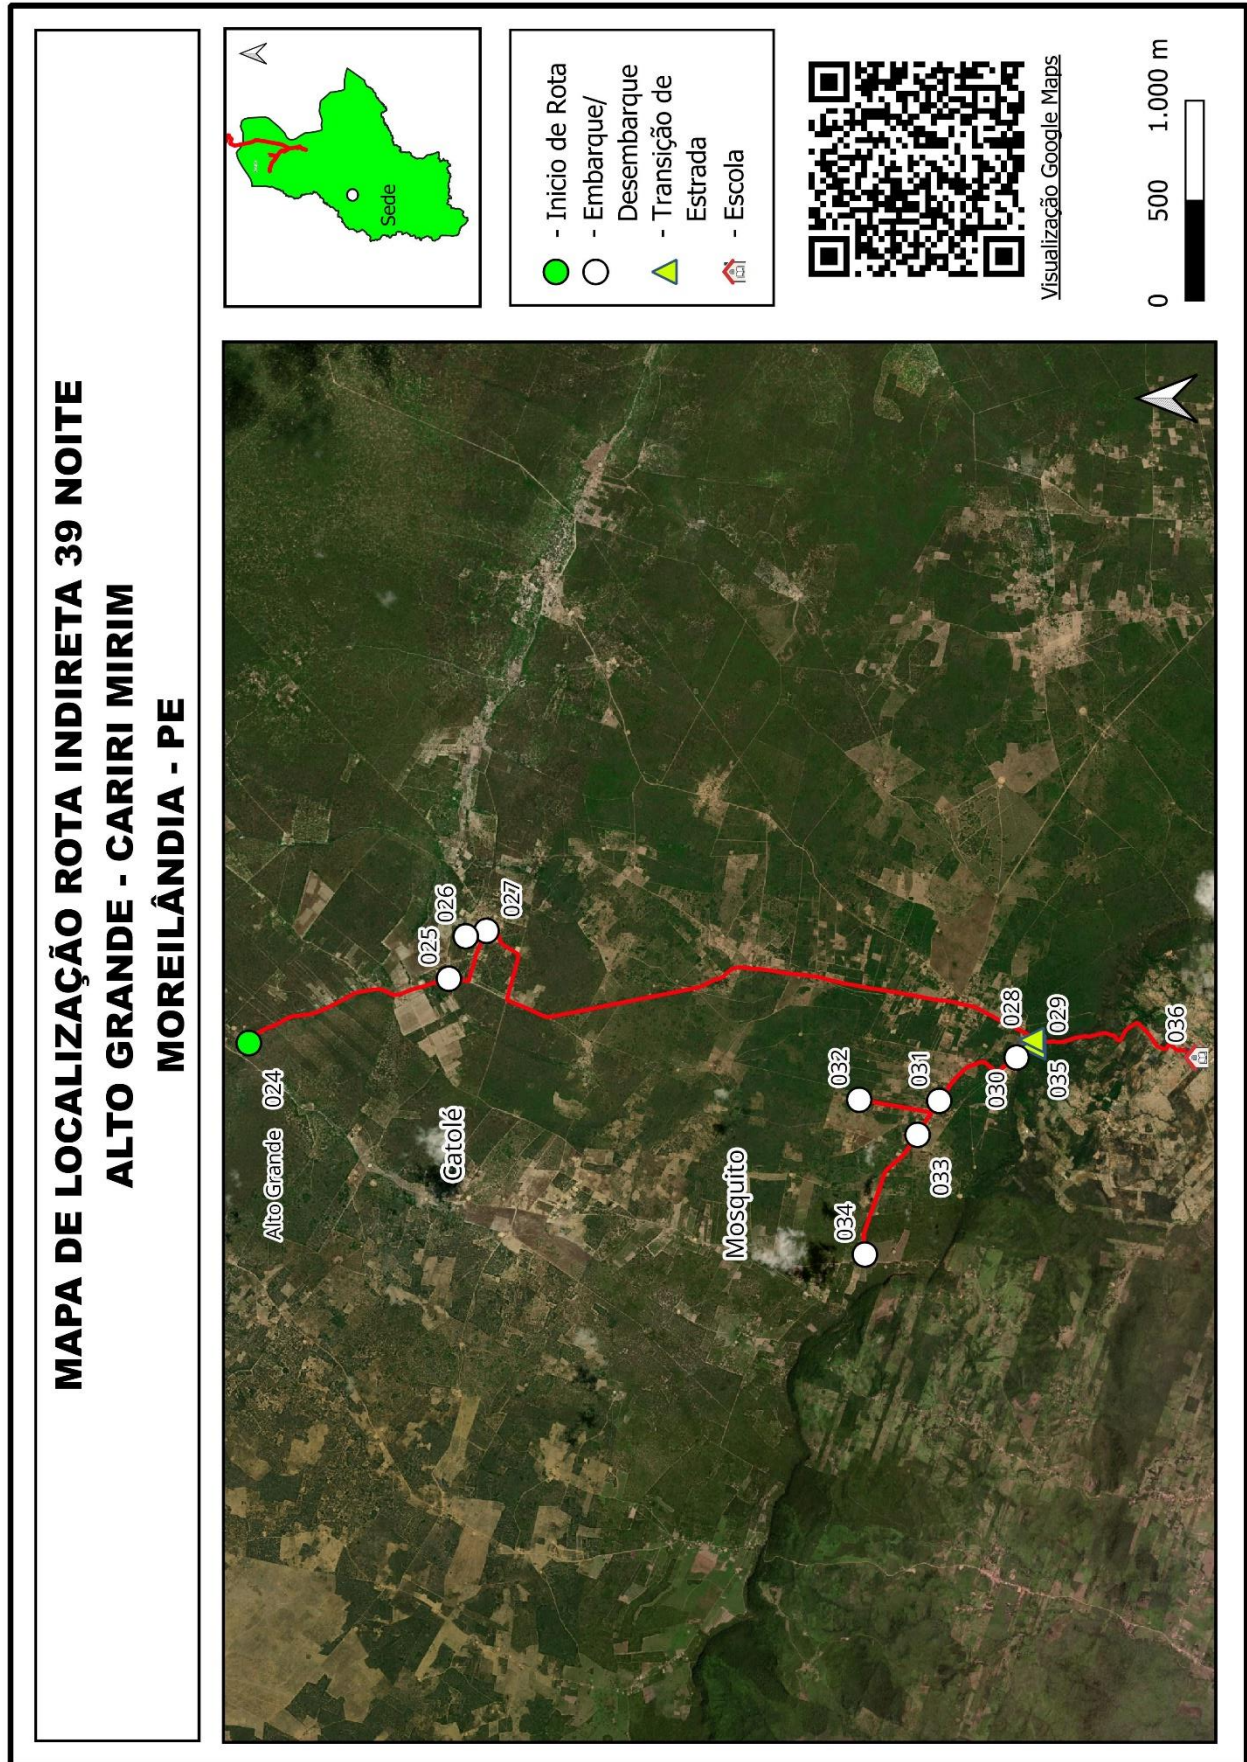 MAPA DE LOCALIZAÇÃO ROTA INDIRETA 39 NOITE
ALTO GRANDE - CARIRI MIRIM
MOREILÂNDIA - PE
Alto Grande
024
025
026
027
Catolé
Mosquito
032
031
034
033
028
030
029
035
036
Sede
- Inicio de Rota
- Embarque/
Desembarque
- Transição de
Estrada
- Escola
Visualização Google Maps
0 500 1.000 m